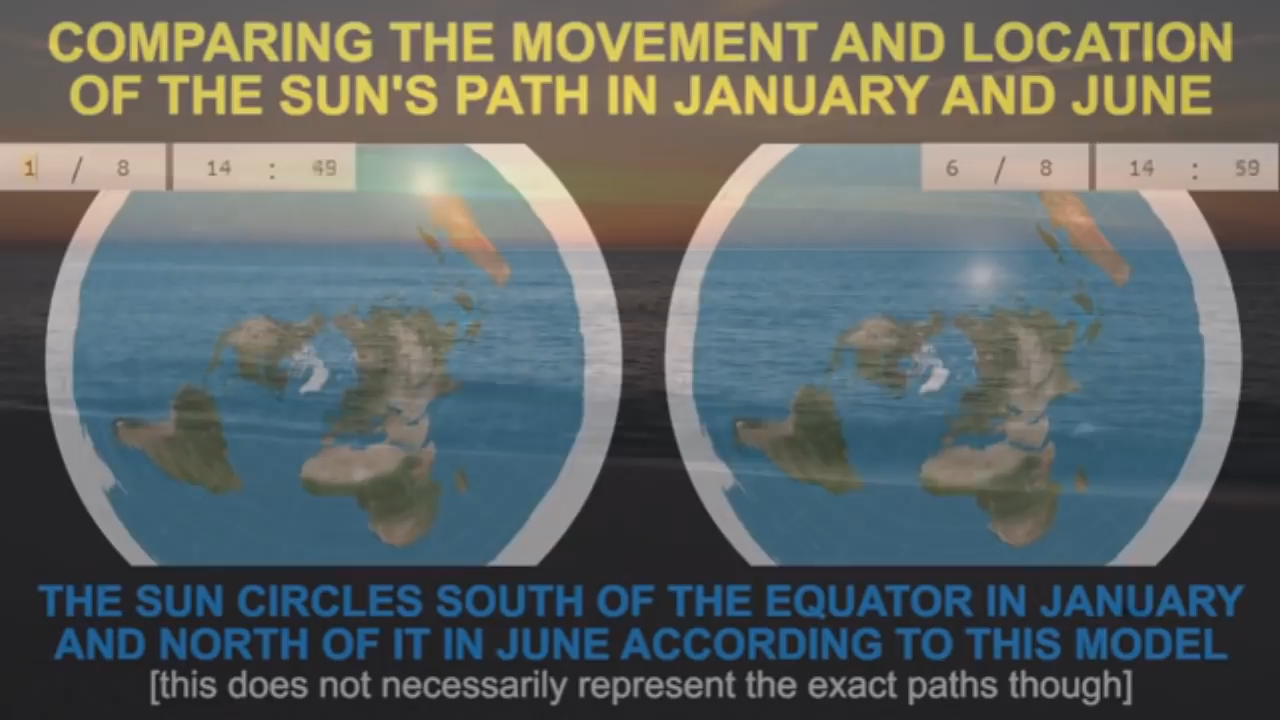 COMPARING THE MOVEMENT AND LOCATION
OF THE SUN'S PATH IN JANUARY AND JUNE
1 / 8 14 : 49
6 / 8 14 : 59
THE SUN CIRCLES SOUTH OF THE EQUATOR IN JANUARY
AND NORTH OF IT IN JUNE ACCORDING TO THIS MODEL
[this does not necessarily represent the exact paths though]